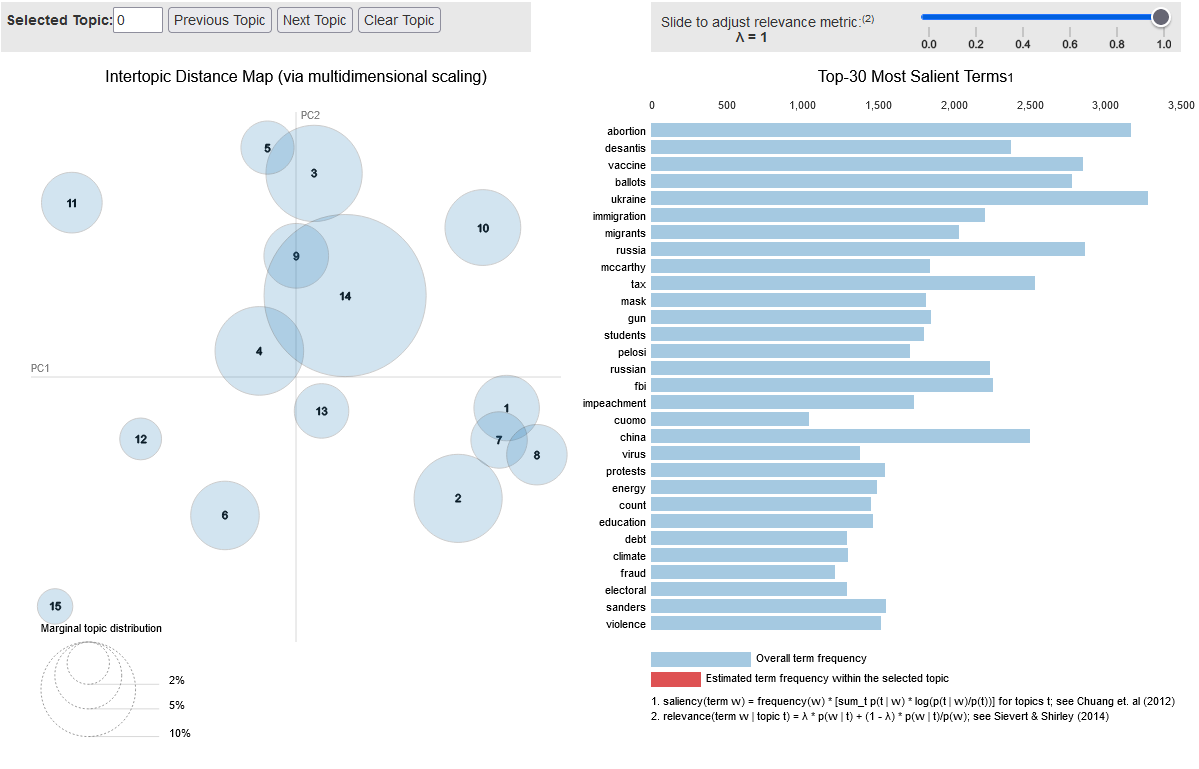 Selected Topic: 0 Previous Topic Next Topic Clear Topic
Slide to adjust relevance metric:(2)
λ = 1
0.0 0.2 0.4 0.6 0.8 1.0
Intertopic Distance Map (via multidimensional scaling)
PC2
PC1
5
3
11
10
9
14
4
1
13
12
7
8
2
6
15
Marginal topic distribution
2%
5%
10%
Top-30 Most Salient Terms1
0 500 1,000 1,500 2,000 2,500 3,000 3,500
abortion
desantis
vaccine
ballots
ukraine
immigration
migrants
russia
mccarthy
tax
mask
gun
students
pelosi
russian
fbi
impeachment
cuomo
china
virus
protests
energy
count
education
debt
climate
fraud
electoral
sanders
violence
Overall term frequency
Estimated term frequency within the selected topic
1. saliency(term w) = frequency(w) * [sum_t p(t | w) * log(p(t | w)/p(t))] for topics t; see Chuang et. al (2012)
2. relevance(term w | topic t) = λ * p(w | t) + (1 - λ) * p(w | t)/p(w); see Sievert & Shirley (2014)